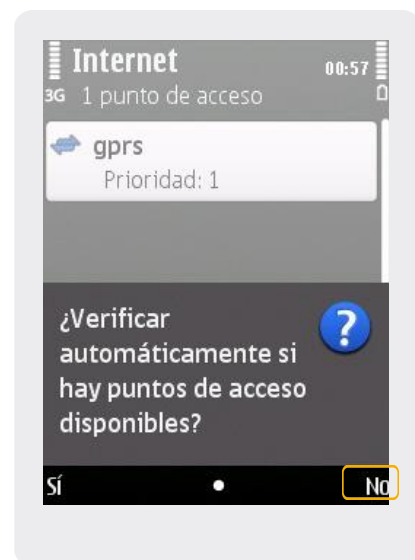 Internet
00:57
3G 1 punto de acceso
gprs
Prioridad: 1
¿Verificar
automáticamente si
hay puntos de acceso
disponibles?
Sí
No